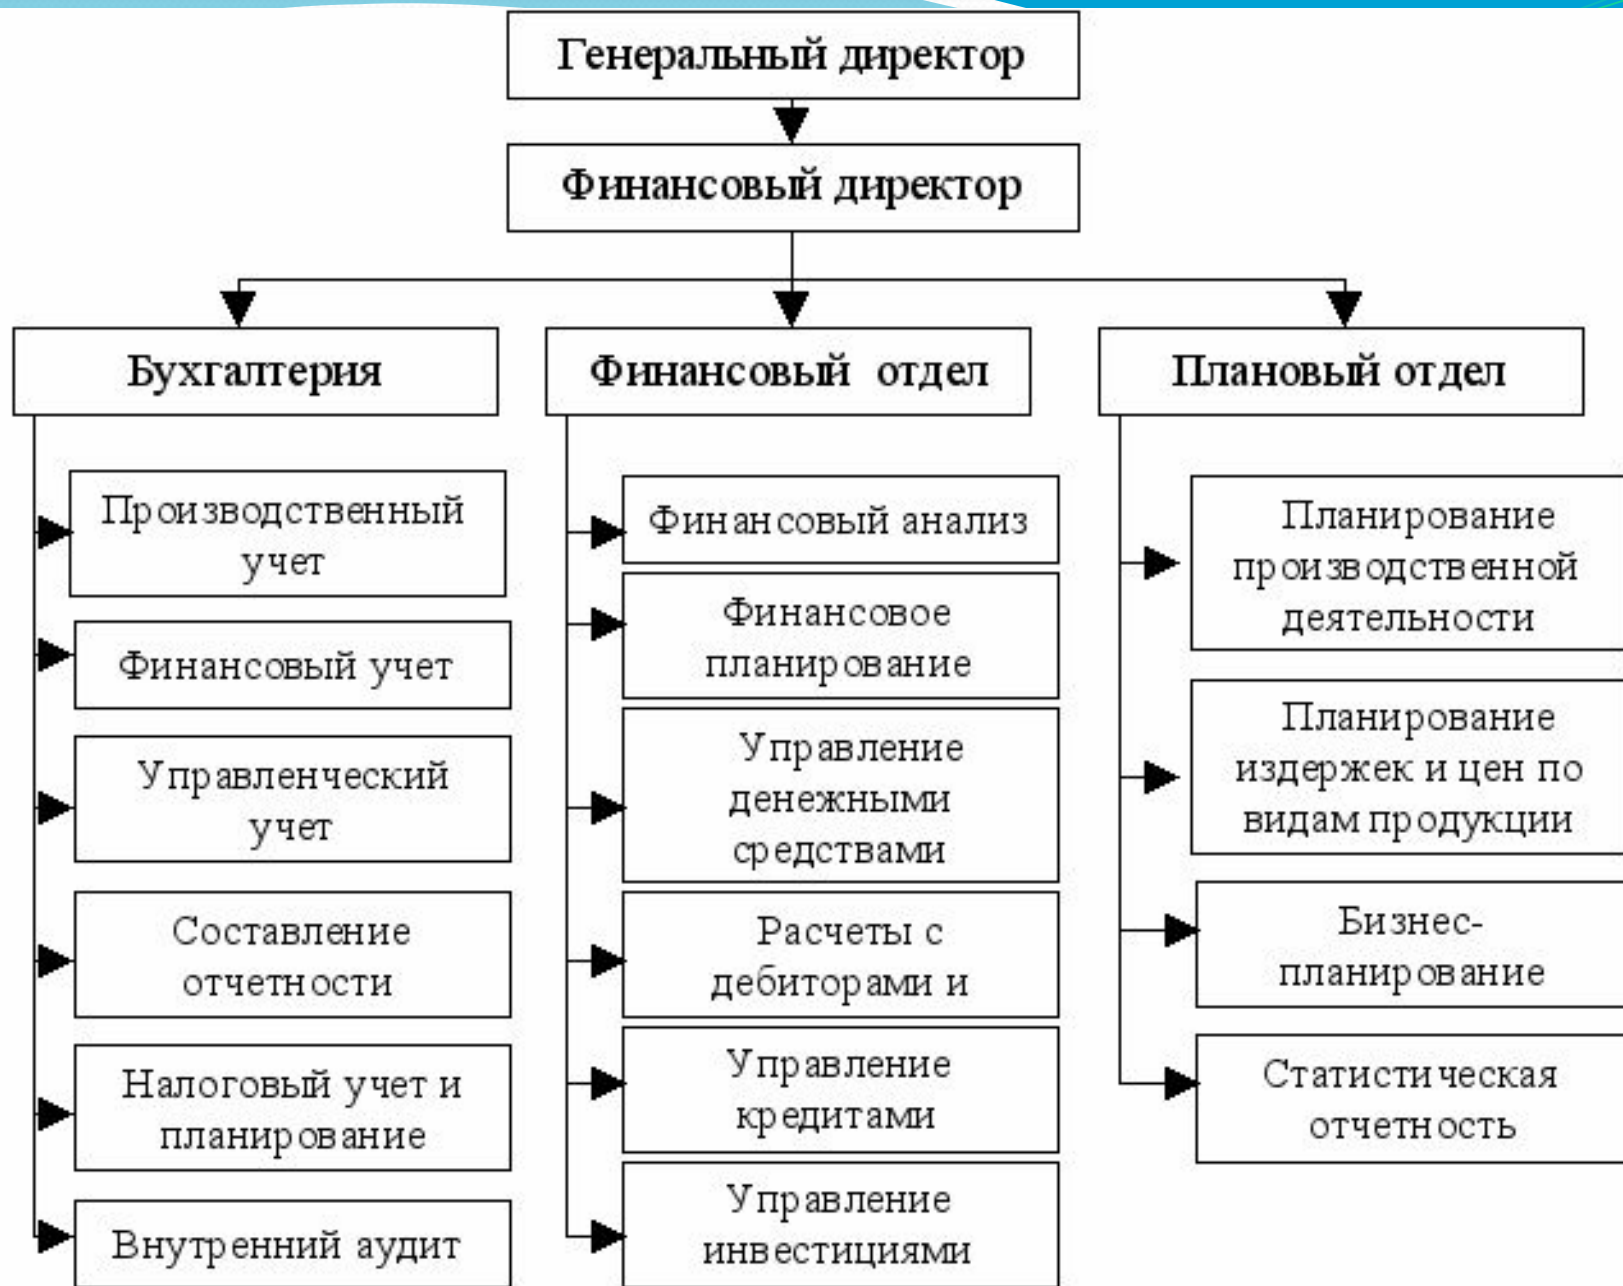 Генеральный директор
Финансовый директор
Бухгалтерия
Производственный
учет
Финансовый учет
Управленческий
учет
Составление
отчетности
Налоговый учет и
планирование
Внутренний аудит
Финансовый отдел
Финансовый анализ
Финансовое
планирование
Управление
денежными
средствами
Расчеты с
дебиторами и
Управление
кредитами
Управление
инвестициями
Плановый отдел
Планирование
производственной
деятельности
Планирование
издержек и цен по
видам продукции
Бизнес-
планирование
Статистическая
отчетность